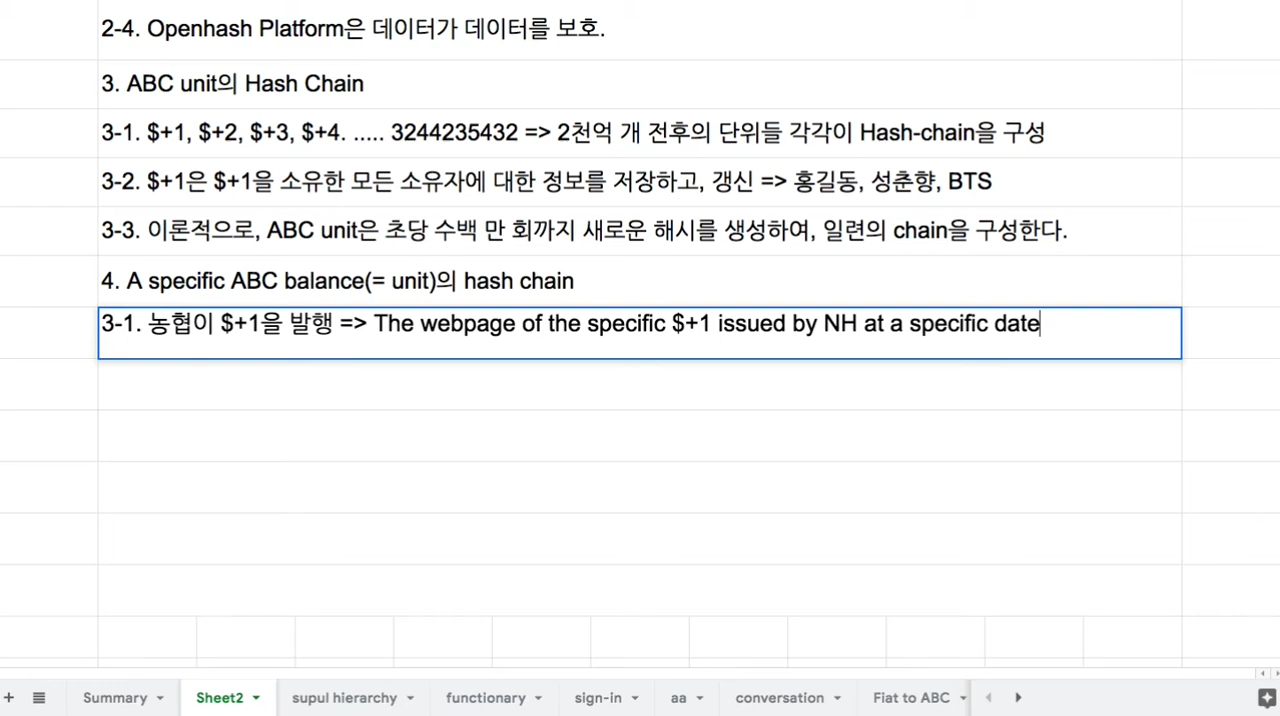 2-4. Openhash Platform은 데이터가 데이터를 보호.
3. ABC unit의 Hash Chain
3-1. $+1, $+2, $+3, $+4. ..... 3244235432 => 2천억 개 전후의 단위들 각각이 Hash-chain을 구성
3-2. $+1은 $+1을 소유한 모든 소유자에 대한 정보를 저장하고, 갱신 => 홍길동, 성춘향, BTS
3-3. 이론적으로, ABC unit은 초당 수백 만 회까지 새로운 해시를 생성하여, 일련의 chain을 구성한다.
4. A specific ABC balance(= unit)의 hash chain
3-1. 농협이 $+1을 발행 => The webpage of the specific $+1 issued by NH at a specific date
Summary Sheet2 supul hierarchy functionary sign-in aa conversation Fiat to ABC